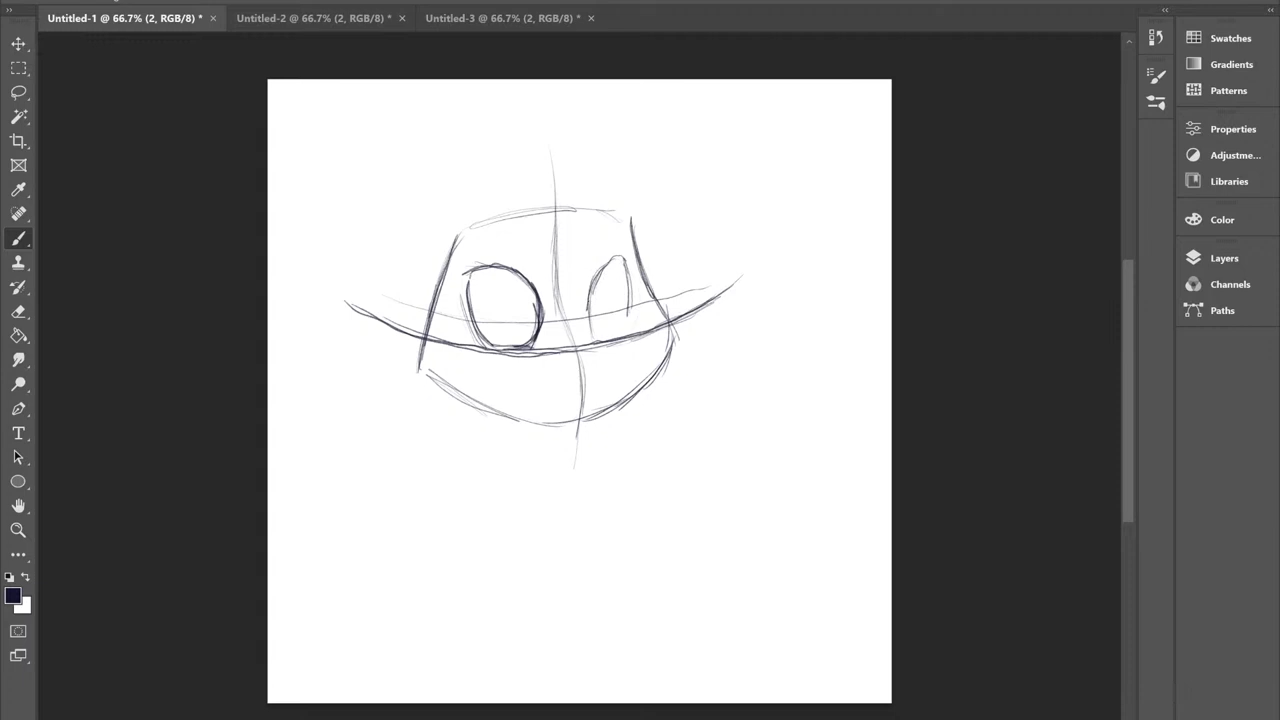 Untitled-1 @ 66.7% (2, RGB/8) *
Untitled-2 @ 66.7% (2, RGB/8) *
Untitled-3 @ 66.7% (2, RGB/8) *
Swatches
Gradients
Patterns
Properties
Adjustme...
Libraries
Color
Layers
Channels
Paths